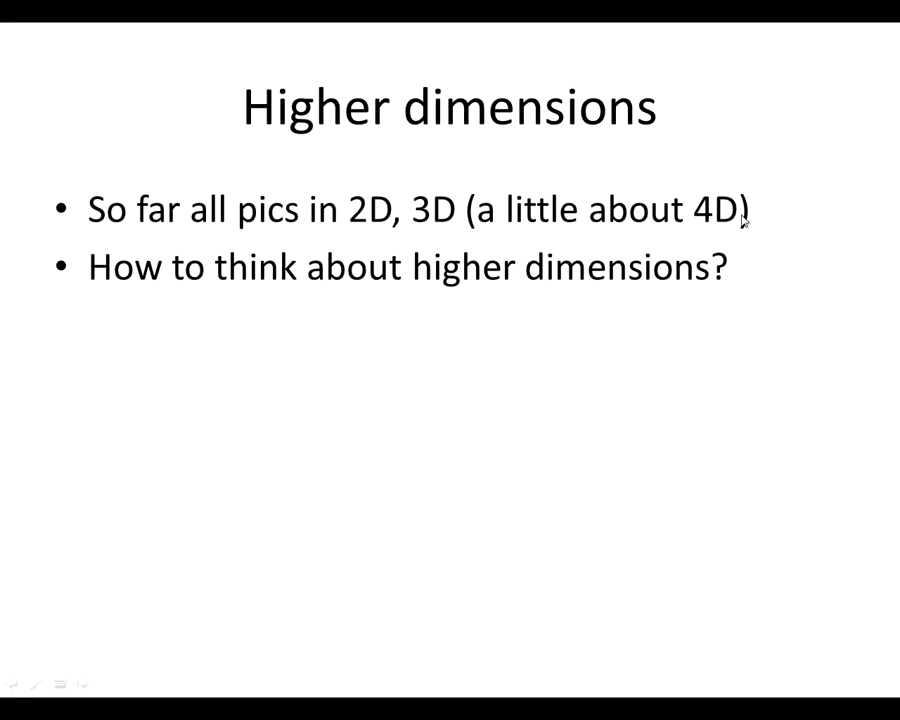 Higher dimensions
• So far all pics in 2D, 3D (a little about 4D)
• How to think about higher dimensions?